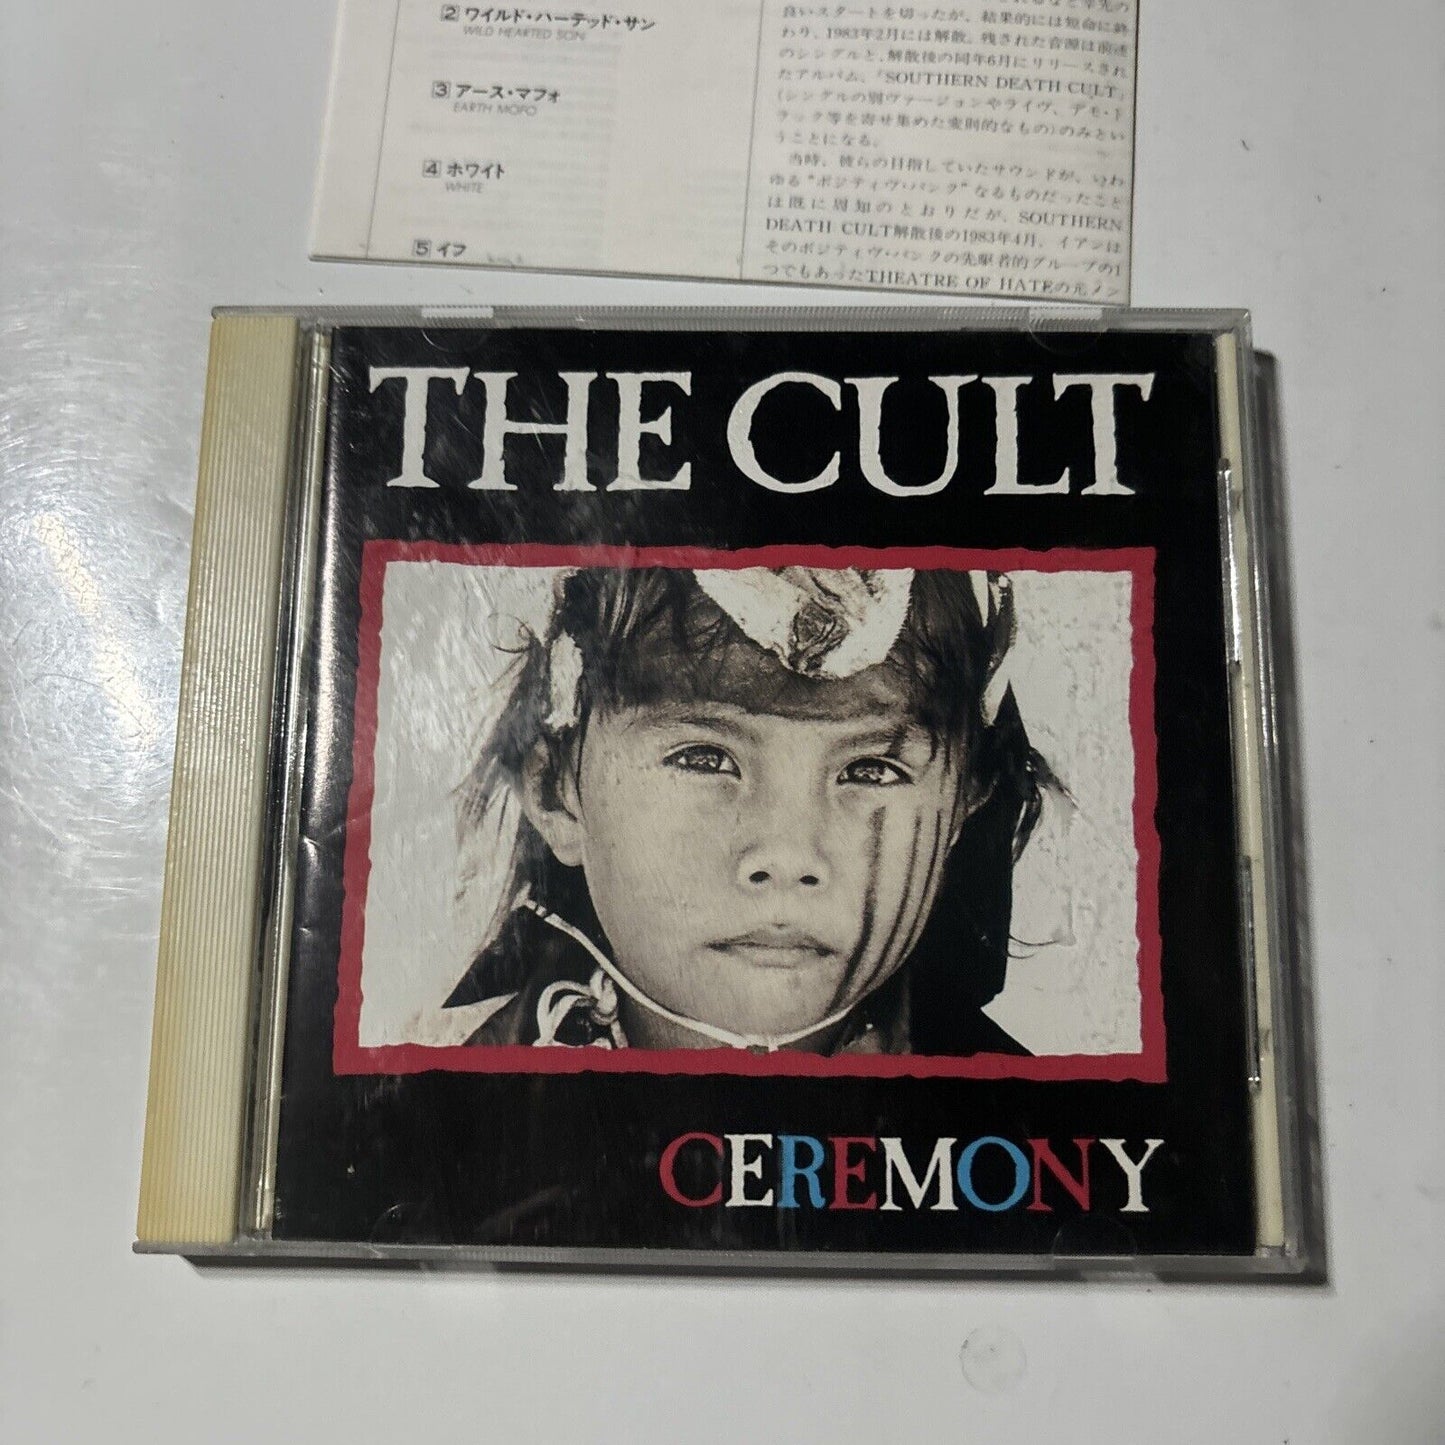 2 ワイルド・ハーテッド・サン
WILD HEARTED SON
3 アース・マフォ
EARTH MOFO
4 ホワイト
WHITE
5 イフ
良いスタートを切ったが、結果的には短命に終
わり、1983年2月には解散。残された音源は前述
のシングルと、解散後の同年6月にリリースされ
たアルバム、「SOUTHERN DEATH CULT」
(シングルの別ヴァージョンやライヴ、デモ・ト
ラック等を寄せ集めた変則的なもの)のみとい
うことになる。
当時、彼らの目指していたサウンドが、いわ
ゆる“ポジティヴ・パンク”なるものだったこと
は既に周知のとおりだが、SOUTHERN
DEATH CULT解散後の1983年4月、イアンは
そのポジティヴ・パンクの先駆者的グループの1
つでもあったTHEATRE OF HATEの元メン
THE CULT
CEREMONY